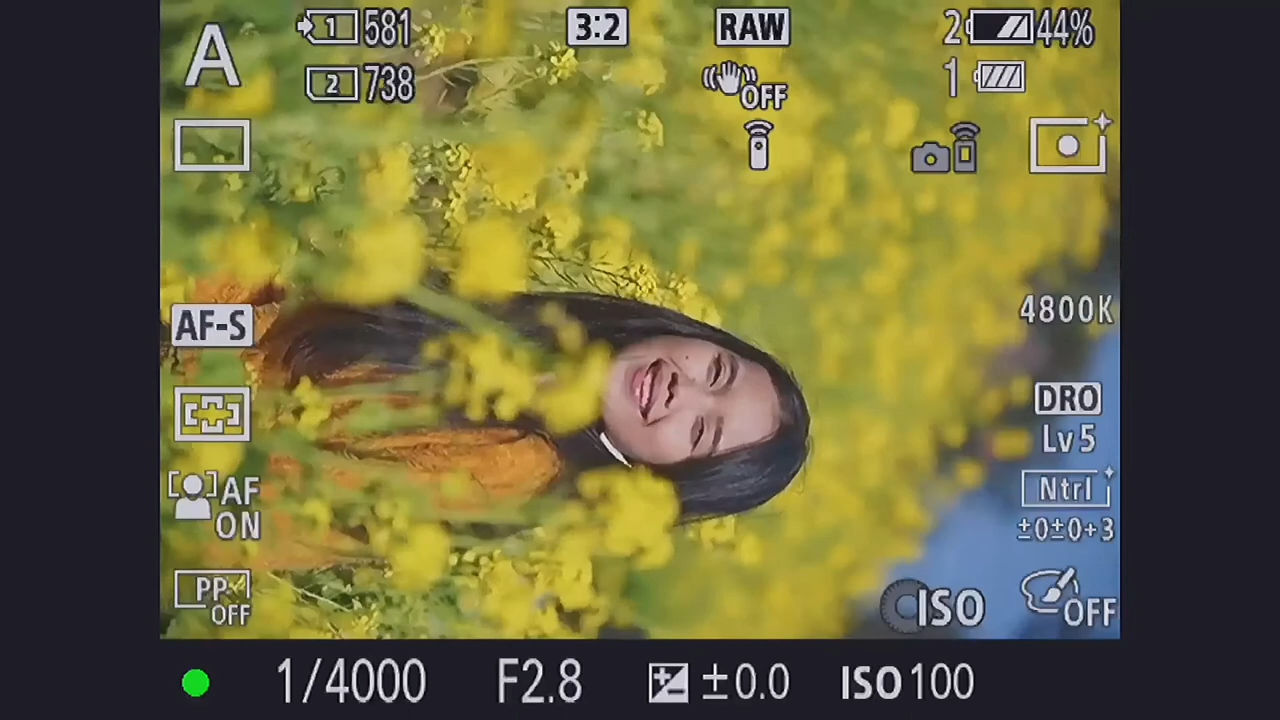 A 1 581 3:2 RAW 2 44%
2 738 OFF 1
4800K
AF-S
DRO
Lv5
AF
ON
Ntrl
±0±0+3
PP
OFF
ISO
OFF
1/4000 F2.8 ±0.0 ISO 100